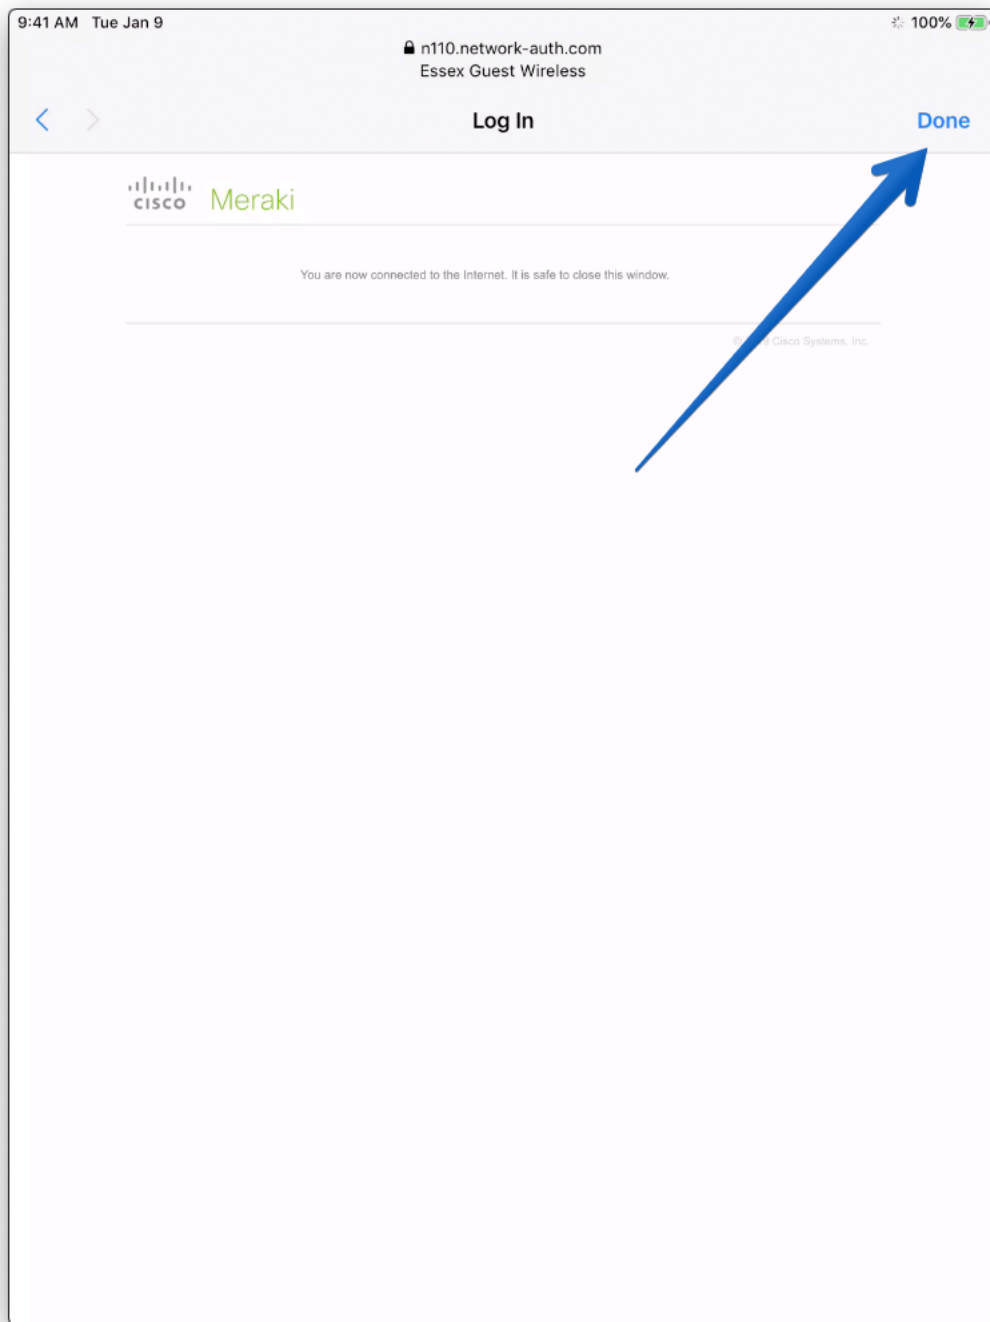 9:41 AM Tue Jan 9
100%
n110.network-auth.com
Essex Guest Wireless
Log In
Done
cisco Meraki
You are now connected to the Internet. It is safe to close this window.
Cisco Systems, Inc.